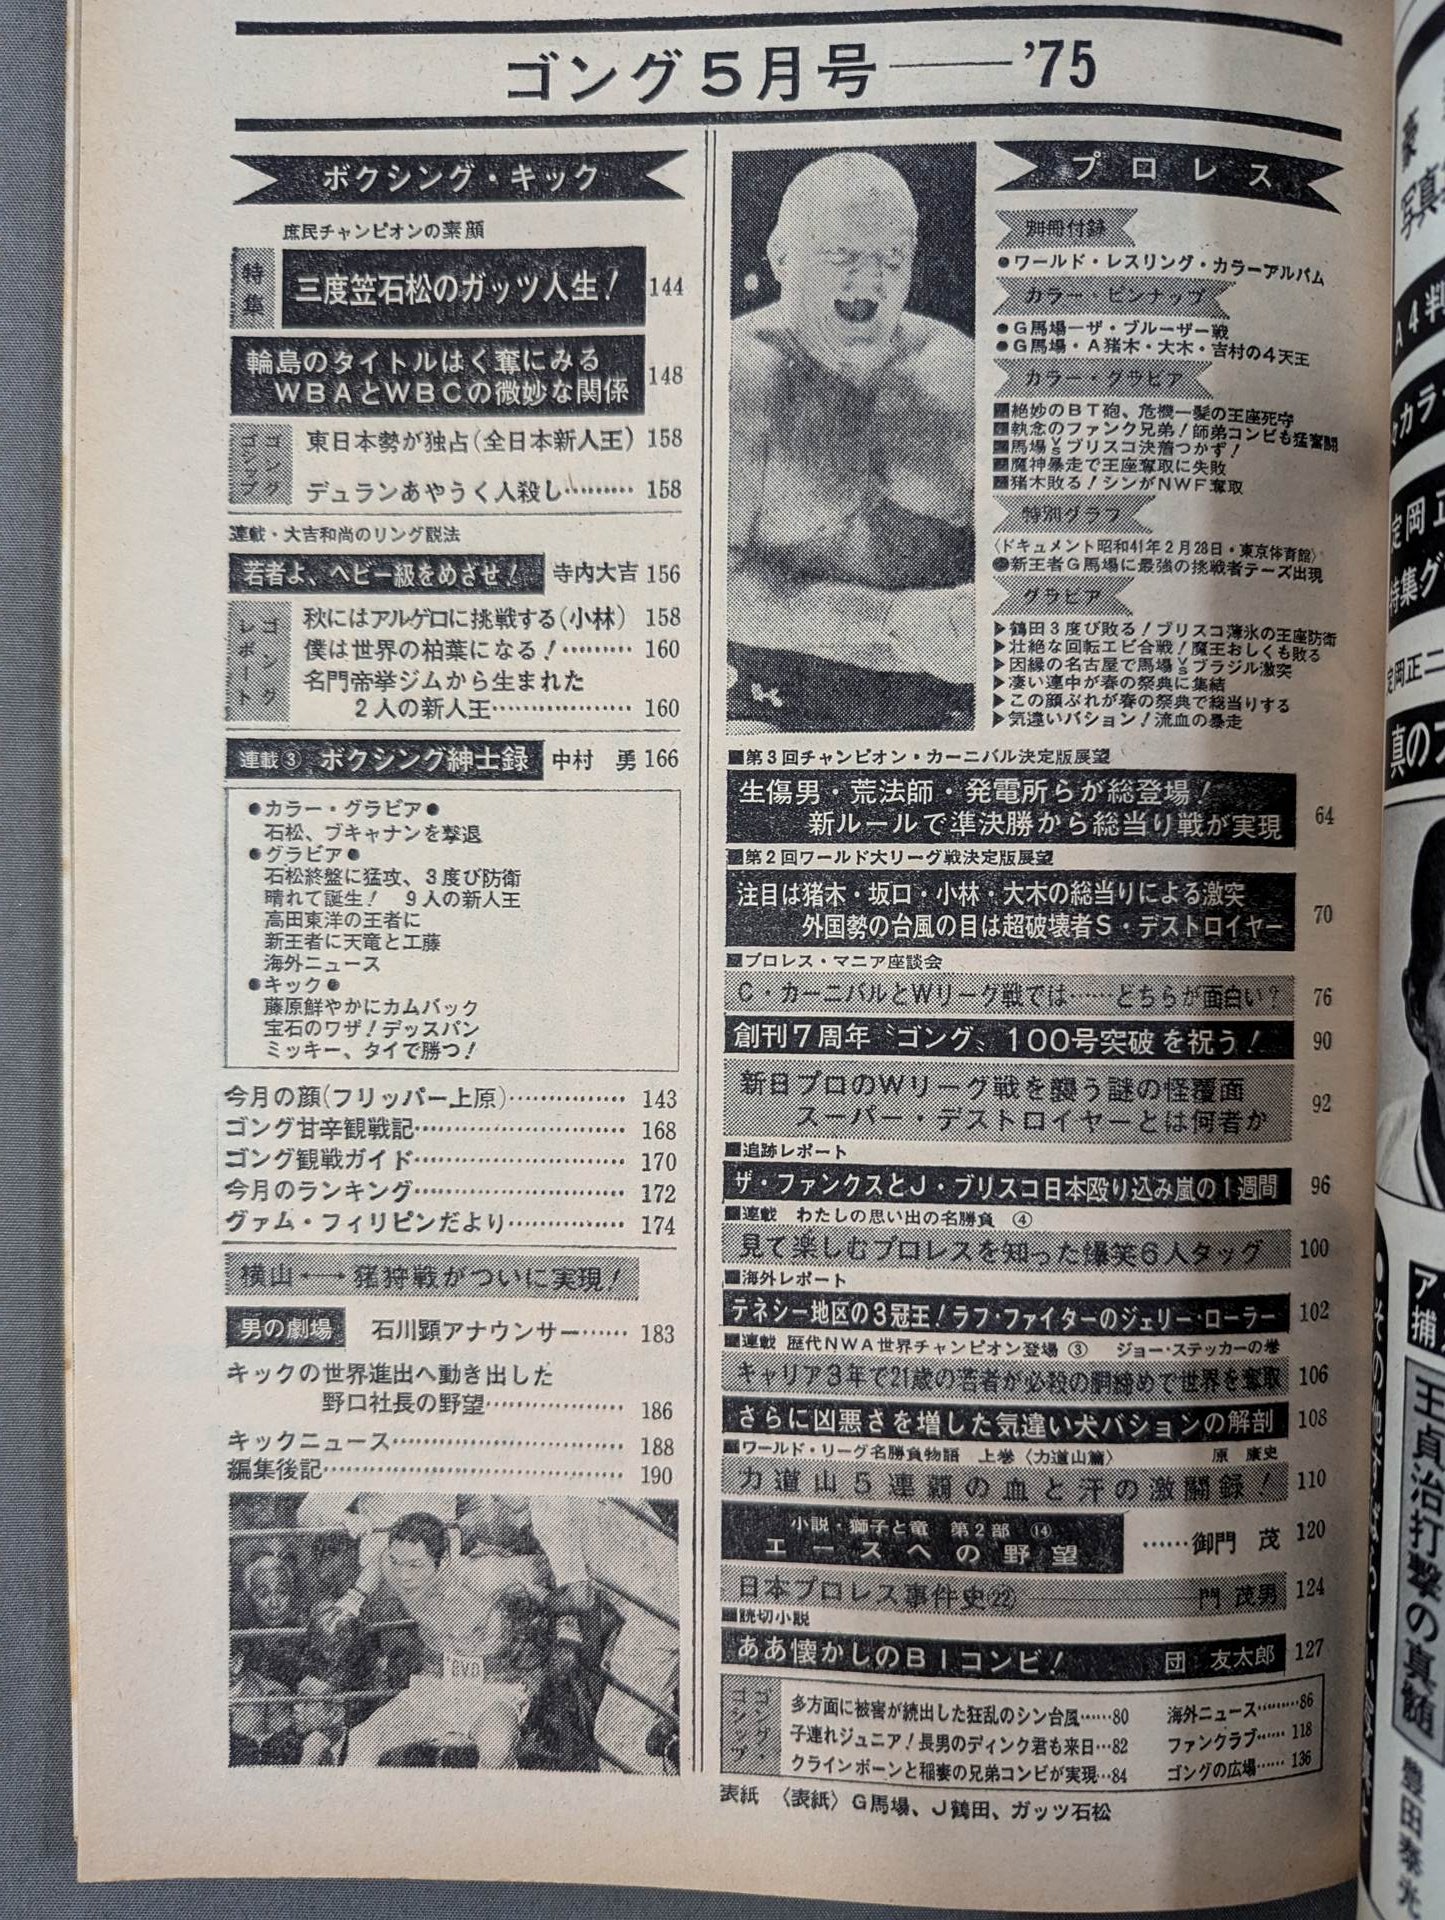 ゴング5月号――'75
ボクシング・キック
庶民チャンピオンの素顔
特集
三度笠石松のガッツ人生! 144
輪島のタイトルはく奪にみる
WBAとWBCの微妙な関係 148
ゴングゴシップ
東日本勢が独占(全日本新人王) 158
デュランあやうく人殺し……… 158
連載・大吉和尚のリング説法
若者よ、ヘビー級をめざせ! 寺内大吉 156
ゴングレポート
秋にはアルゲロに挑戦する(小林) 158
僕は世界の柏葉になる!……… 160
名門帝拳ジムから生まれた
2人の新人王……………… 160
連載③ ボクシング紳士録 中村 勇 166
●カラー・グラビア●
石松、ブキャナンを撃退
●グラビア●
石松終盤に猛攻、3度び防衛
晴れて誕生! 9人の新人王
高田東洋の王者に
新王者に天竜と工藤
海外ニュース
●キック●
藤原鮮やかにカムバック
宝石のワザ!デッスパン
ミッキー、タイで勝つ!
今月の顔(フリッパー上原)…………… 143
ゴング甘辛観戦記……………………… 168
ゴング観戦ガイド……………………… 170
今月のランキング……………………… 172
グァム・フィリピンだより…………… 174
横山←→猪狩戦がついに実現!
男の劇場 石川顕アナウンサー…… 183
キックの世界進出へ動き出した
野口社長の野望……………… 186
キックニュース………………………… 188
編集後記………………………………… 190
プロレス
別冊付録
●ワールド・レスリング・カラーアルバム
カラー・ピンナップ
●G馬場―ザ・ブルーザー戦
●G馬場・A猪木・大木・吉村の4天王
カラー・グラビア
絶妙のBT砲、危機一髪の王座死守
執念のファンク兄弟!師弟コンビも猛奮闘
馬場VSブリスコ決着つかず!
魔神暴走で王座奪取に失敗
猪木敗る!シンがNWF奪取
特別グラフ
〈ドキュメント昭和41年2月28日・東京体育館〉
新王者G馬場に最強の挑戦者テーズ出現
グラビア
▶鶴田3度び敗る!ブリスコ薄氷の王座防衛
▶壮絶な回転エビ合戦!魔王おしくも敗る
▶因縁の名古屋で馬場VSブラジル激突
▶凄い連中が春の祭典に集結
▶この顔ぶれが春の祭典で総当りする
▶気違いバション!流血の暴走
■第3回チャンピオン・カーニバル決定版展望
生傷男・荒法師・発電所らが総登場!
新ルールで準決勝から総当り戦が実現 64
■第2回ワールド大リーグ戦決定版展望
注目は猪木・坂口・小林・大木の総当りによる激突
外国勢の台風の目は超破壊者S・デストロイヤー 70
■プロレス・マニア座談会
C・カーニバルとWリーグ戦では……どちらが面白い? 76
創刊7周年〝ゴング〟100号突破を祝う! 90
新日プロのWリーグ戦を襲う謎の怪覆面
スーパー・デストロイヤーとは何者か 92
■追跡レポート
ザ・ファンクスとJ・ブリスコ日本殴り込み嵐の1週間 96
■連載 わたしの思い出の名勝負 ④
見て楽しむプロレスを知った爆笑6人タッグ 100
■海外レポート
テネシー地区の3冠王!ラフ・ファイターのジェリー・ローラー 102
■連載 歴代NWA世界チャンピオン登場 ③ ジョー・ステッカーの巻
キャリア3年で21歳の若者が必殺の胴締めで世界を奪取 106
さらに凶悪さを増した気違い犬バションの解剖 108
■ワールド・リーグ名勝負物語 上巻〈力道山篇〉 原 康史
力道山5連覇の血と汗の激闘録! 110
小説・獅子と竜 第2部 ⑭
エースへの野望 ……御門 茂 120
日本プロレス事件史㉒ 門 茂男 124
■読切小説
ああ懐かしのBIコンビ! 団 友太郎 127
ゴング・ゴシップ
多方面に被害が続出した狂乱のシン台風……80
子連れジュニア!長男のディンク君も来日…82
クラインボーンと稲妻の兄弟コンビが実現…84
海外ニュース………86
ファンクラブ…… 118
ゴングの広場…… 136
表紙 〈表紙〉G馬場、J鶴田、ガッツ石松
A4判
定岡正二
真の
王貞治打撃の真髄
豊田泰光